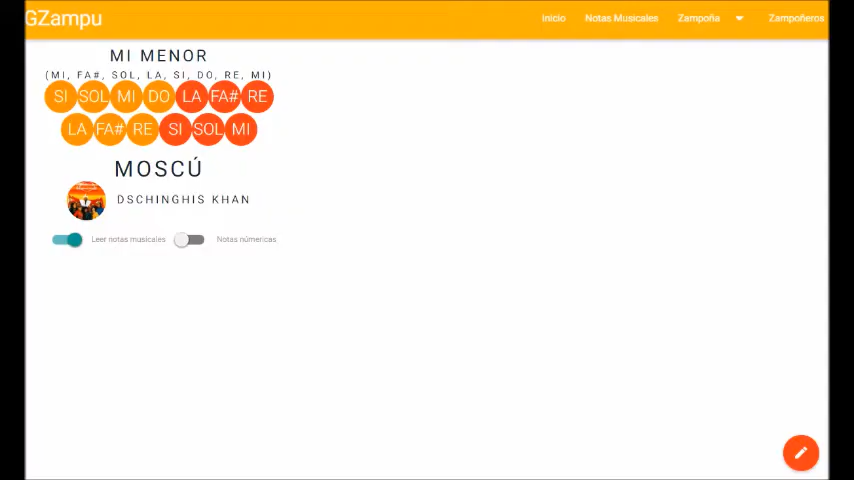 GZampu
Inicio Notas Musicales Zampoña Zampoñeros
MI MENOR
(MI, FA#, SOL, LA, SI, DO, RE, MI)
SI SOL MI DO LA FA# RE
LA FA# RE SI SOL MI
MOSCÚ
DSCHINGHIS KHAN
Leer notas musicales Notas númericas